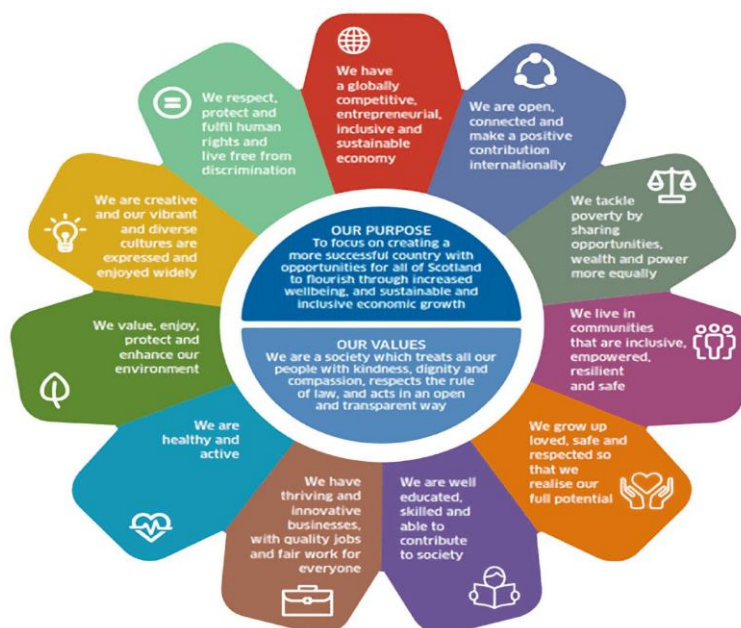 We have
a globally
competitive,
entrepreneurial,
inclusive and
sustainable
economy
We are open,
connected and
make a positive
contribution
internationally
We tackle
poverty by
sharing
opportunities,
wealth and power
more equally
We live in
communities
that are inclusive,
empowered,
resilient
and safe
We grow up
loved, safe and
respected so
that we
realise our
full potential
We are well
educated,
skilled and
able to
contribute
to society
We have
thriving and
innovative
businesses,
with quality jobs
and fair work for
everyone
We are
healthy and
active
We value, enjoy,
protect and
enhance our
environment
We are creative
and our vibrant
and diverse
cultures are
expressed and
enjoyed widely
We respect,
protect and
fulfil human
rights and
live free from
discrimination
OUR PURPOSE
To focus on creating a
more successful country with
opportunities for all of Scotland
to flourish through increased
wellbeing, and sustainable and
inclusive economic growth
OUR VALUES
We are a society which treats all our
people with kindness, dignity and
compassion, respects the rule
of law, and acts in an open
and transparent way